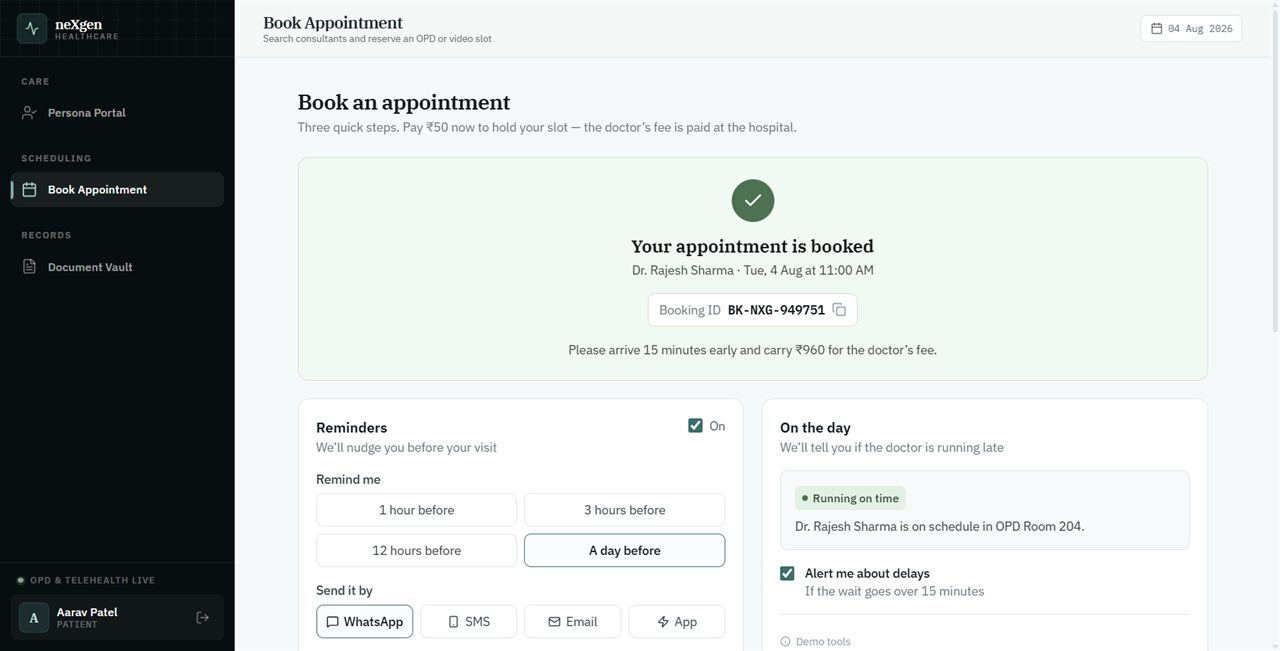 neXgen
HEALTHCARE
CARE
Persona Portal
SCHEDULING
Book Appointment
RECORDS
Document Vault
OPD & TELEHEALTH LIVE
A
Aarav Patel
PATIENT
Book Appointment
Search consultants and reserve an OPD or video slot
04 Aug 2026
Book an appointment
Three quick steps. Pay ₹50 now to hold your slot — the doctor’s fee is paid at the hospital.
Your appointment is booked
Dr. Rajesh Sharma · Tue, 4 Aug at 11:00 AM
Booking ID BK-NXG-949751
Please arrive 15 minutes early and carry ₹960 for the doctor’s fee.
Reminders
On
We’ll nudge you before your visit
Remind me
1 hour before
3 hours before
12 hours before
A day before
Send it by
WhatsApp
SMS
Email
App
On the day
We’ll tell you if the doctor is running late
Running on time
Dr. Rajesh Sharma is on schedule in OPD Room 204.
Alert me about delays
If the wait goes over 15 minutes
Demo tools